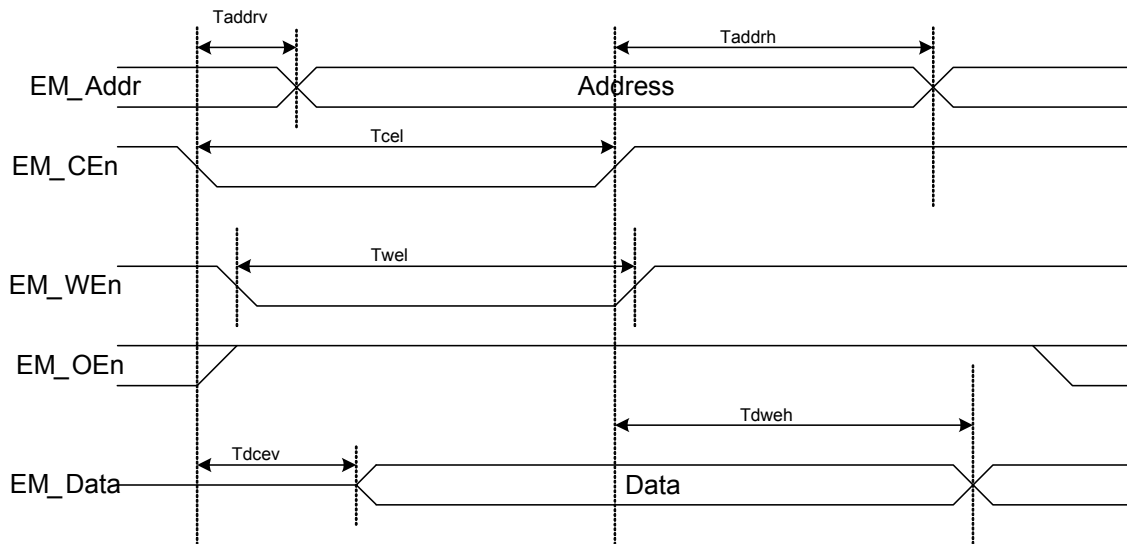 Taddrv
Taddrh
EM_Addr
Address
Tcel
EM_CEn
Twel
EM_WEn
EM_OEn
Tdweh
Tdcev
EM_Data
Data